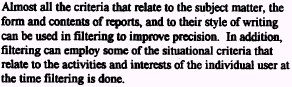 Almost all the criteria that relate to the subject matter, the
form and contents of reports, and to their style of writing
can be used in filtering to improve precision. In addition,
filtering can employ some of the situational criteria that
relate to the activities and interests of the individual user at
the time filtering is done.